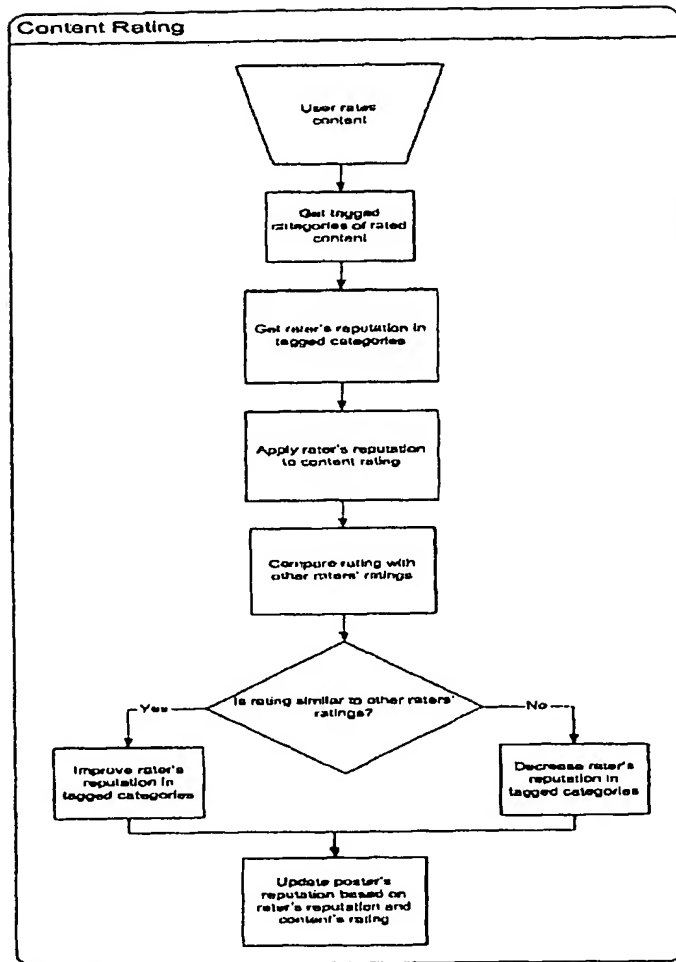 Content Rating
User rates
content
Get tagged
categories of rated
content
Get rater's reputation in
tagged categories
Apply rater's reputation
to content rating
Compare rating with
other raters' ratings
Is rating similar to other raters'
ratings?
Yes
No
Improve rater's
reputation in
tagged categories
Decrease rater's
reputation in
tagged categories
Update poster's
reputation based on
rater's reputation and
content's rating